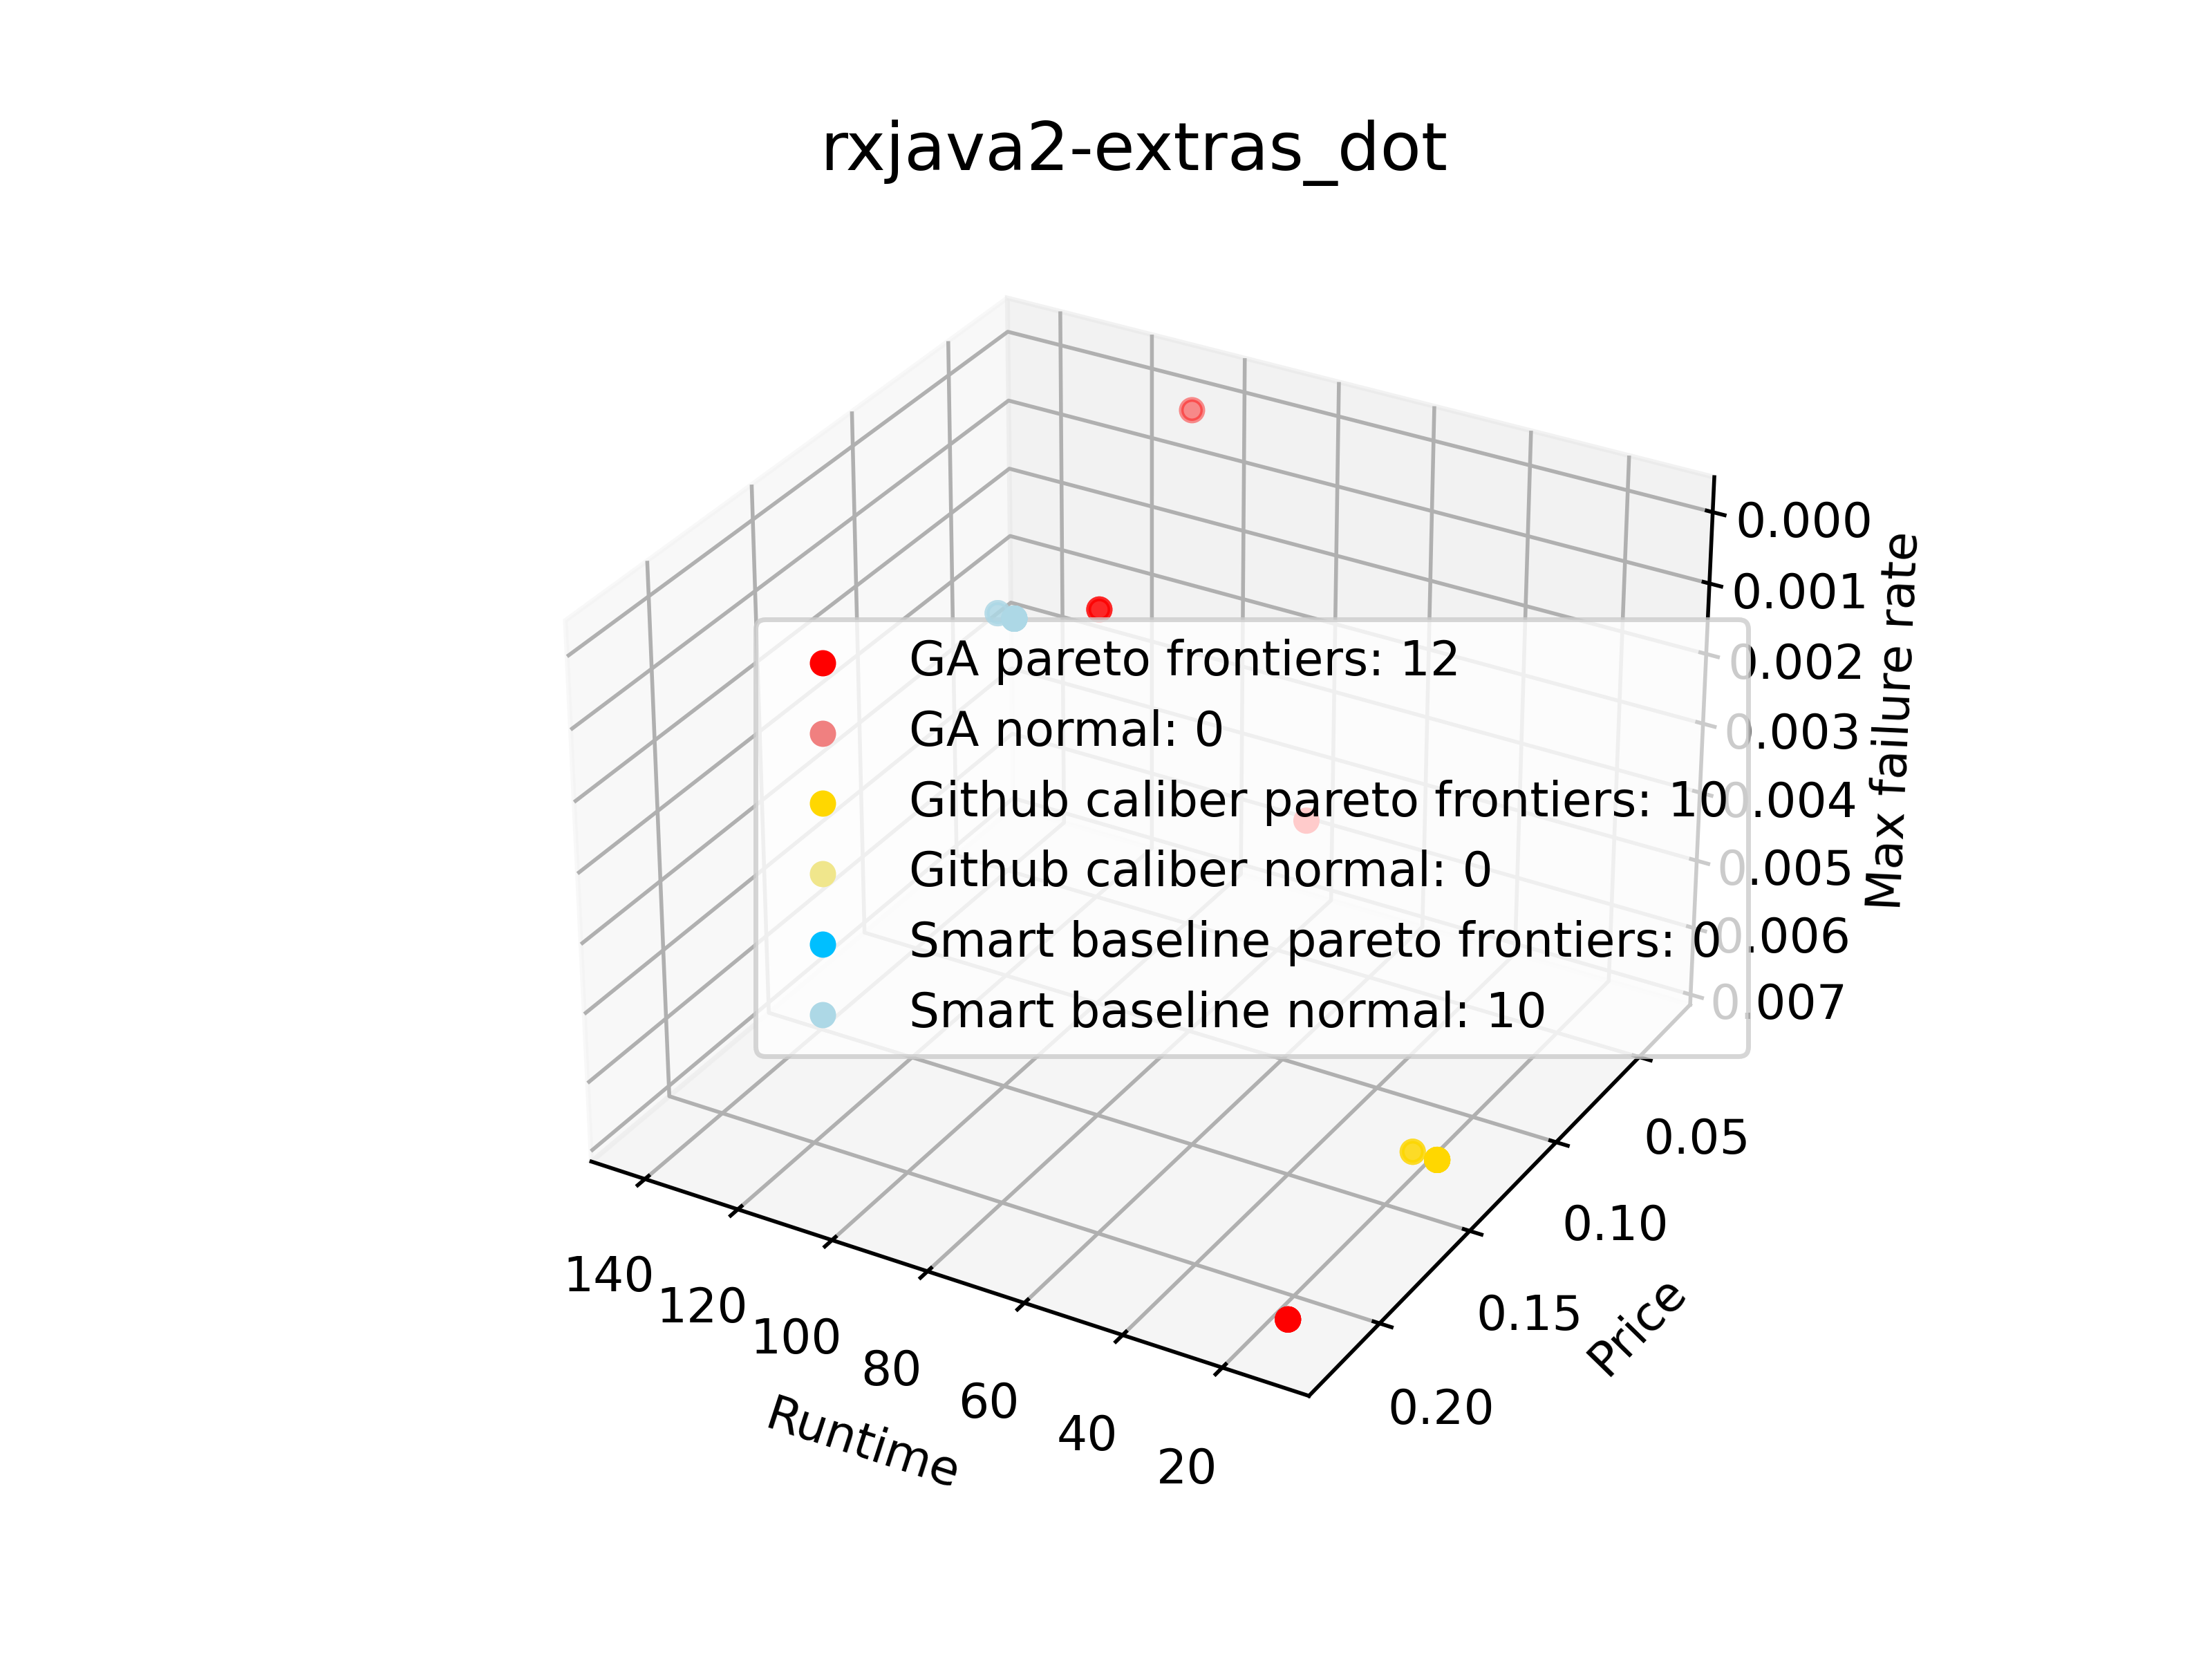 rxjava2-extras_dot
0.000
0.001
0.002
0.003
0.004
0.005
0.006
0.007
Max failure rate
GA pareto frontiers: 12
GA normal: 0
Github caliber pareto frontiers: 10
Github caliber normal: 0
Smart baseline pareto frontiers: 0
Smart baseline normal: 10
0.05
0.10
0.15
0.20
Price
140
120
100
80
60
40
20
Runtime